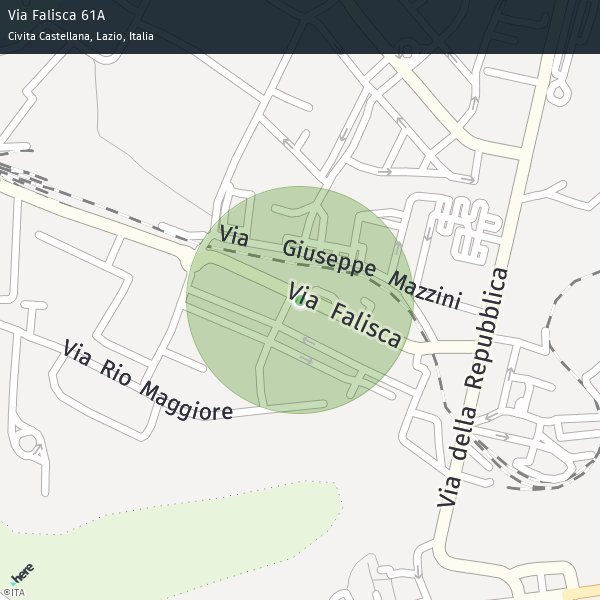 Via Falisca 61A
Civita Castellana, Lazio, Italia
Via Giuseppe Mazzini
Via Falisca
Via Rio Maggiore
Via della Repubblica
here
©ITA